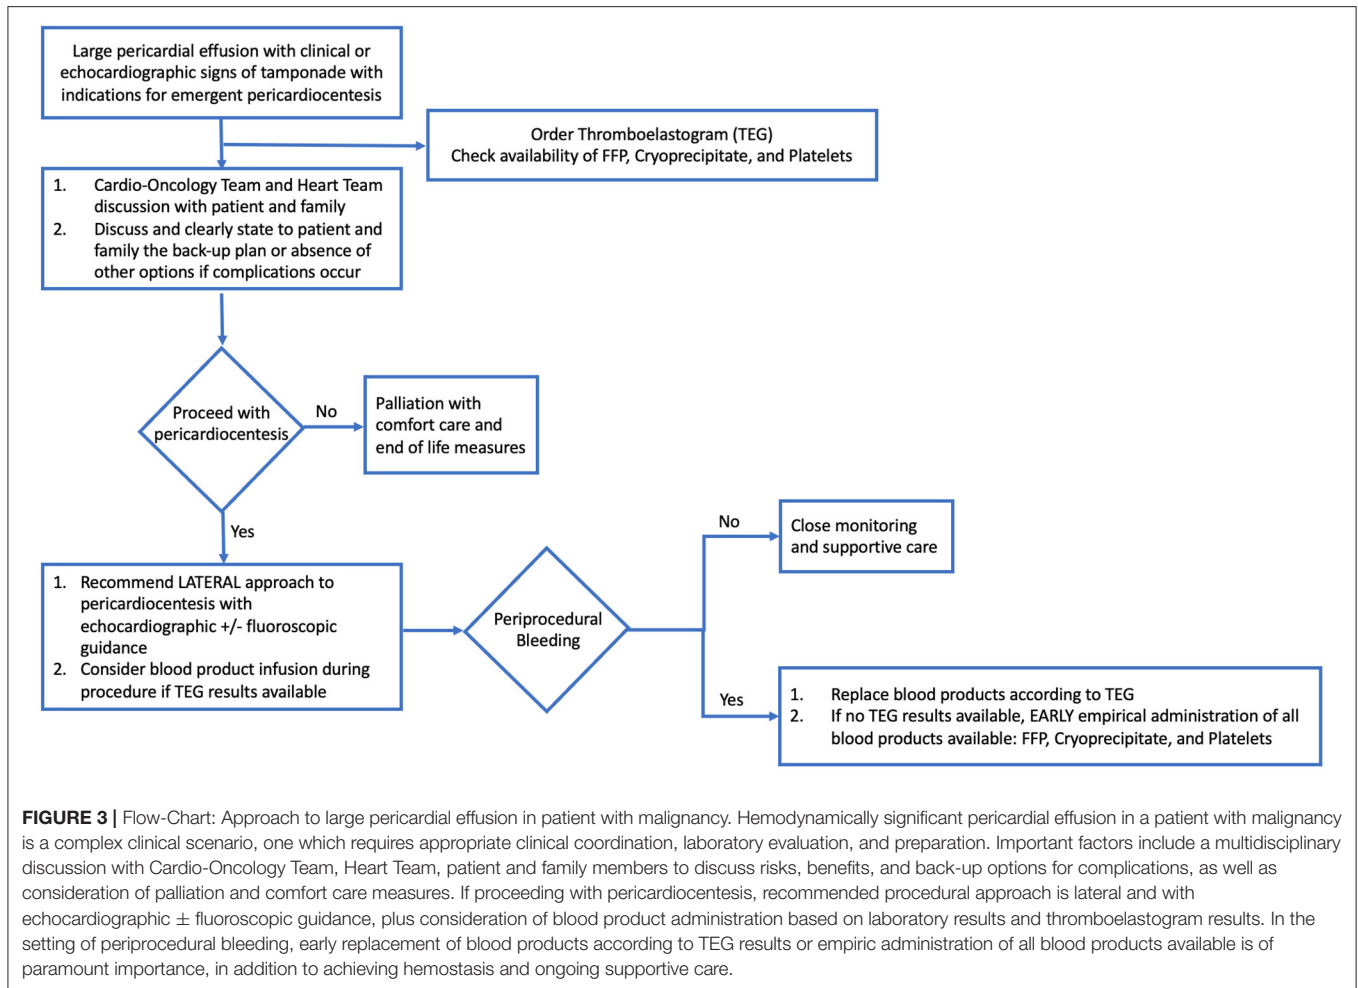 Large pericardial effusion with clinical or
echocardiographic signs of tamponade with
indications for emergent pericardiocentesis
Order Thromboelastogram (TEG)
Check availability of FFP, Cryoprecipitate, and Platelets
1. Cardio-Oncology Team and Heart Team
discussion with patient and family
2. Discuss and clearly state to patient and
family the back-up plan or absence of
other options if complications occur
Proceed with
pericardiocentesis
No
Palliation with
comfort care and
end of life measures
Yes
1. Recommend LATERAL approach to
pericardiocentesis with
echocardiographic +/- fluoroscopic
guidance
2. Consider blood product infusion during
procedure if TEG results available
Periprocedural
Bleeding
No
Close monitoring
and supportive care
Yes
1. Replace blood products according to TEG
2. If no TEG results available, EARLY empirical administration of all
blood products available: FFP, Cryoprecipitate, and Platelets
FIGURE 3 | Flow-Chart: Approach to large pericardial effusion in patient with malignancy. Hemodynamically significant pericardial effusion in a patient with malignancy
is a complex clinical scenario, one which requires appropriate clinical coordination, laboratory evaluation, and preparation. Important factors include a multidisciplinary
discussion with Cardio-Oncology Team, Heart Team, patient and family members to discuss risks, benefits, and back-up options for complications, as well as
consideration of palliation and comfort care measures. If proceeding with pericardiocentesis, recommended procedural approach is lateral and with
echocardiographic ± fluoroscopic guidance, plus consideration of blood product administration based on laboratory results and thromboelastogram results. In the
setting of periprocedural bleeding, early replacement of blood products according to TEG results or empiric administration of all blood products available is of
paramount importance, in addition to achieving hemostasis and ongoing supportive care.